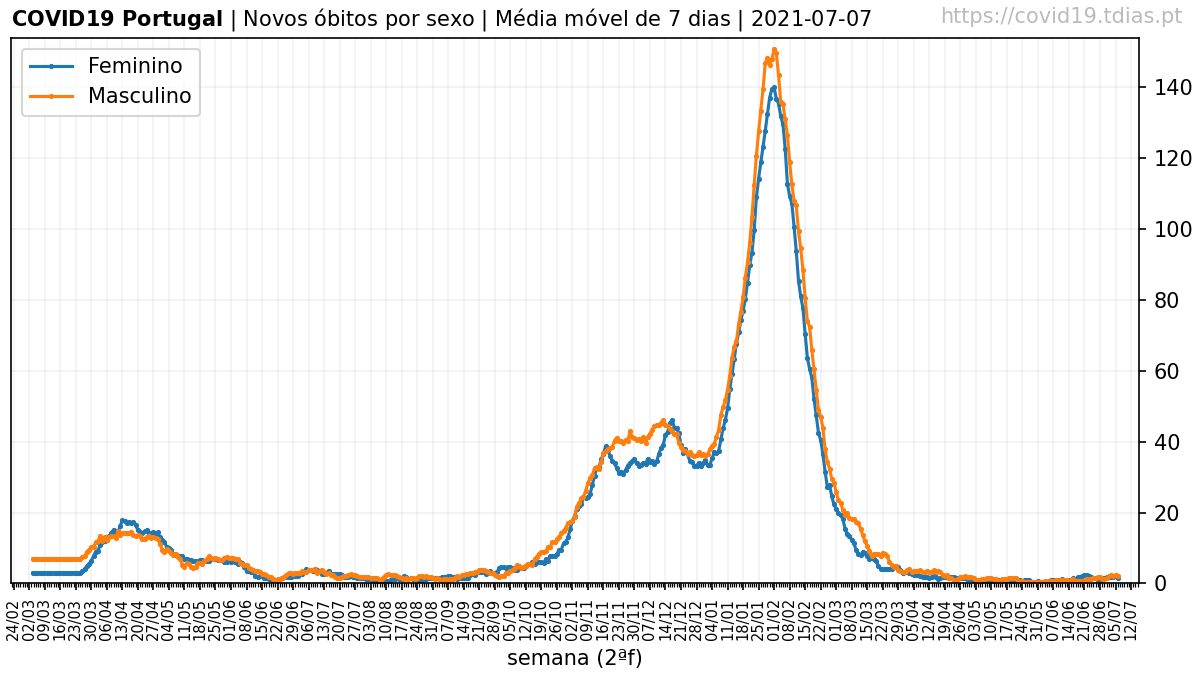 COVID19 Portugal | Novos óbitos por sexo | Média móvel de 7 dias | 2021-07-07
https://covid19.tdias.pt
Feminino
Masculino
140
120
100
80
60
40
20
0
24/02 02/03 09/03 16/03 23/03 30/03 06/04 13/04 20/04 27/04 04/05 11/05 18/05 25/05 01/06 08/06 15/06 22/06 29/06 06/07 13/07 20/07 27/07 03/08 10/08 17/08 24/08 31/08 07/09 14/09 21/09 28/09 05/10 12/10 19/10 26/10 02/11 09/11 16/11 23/11 30/11 07/12 14/12 21/12 28/12 04/01 11/01 18/01 25/01 01/02 08/02 15/02 22/02 01/03 08/03 15/03 22/03 29/03 05/04 12/04 19/04 26/04 03/05 10/05 17/05 24/05 31/05 07/06 14/06 21/06 28/06 05/07 12/07
semana (2ªf)